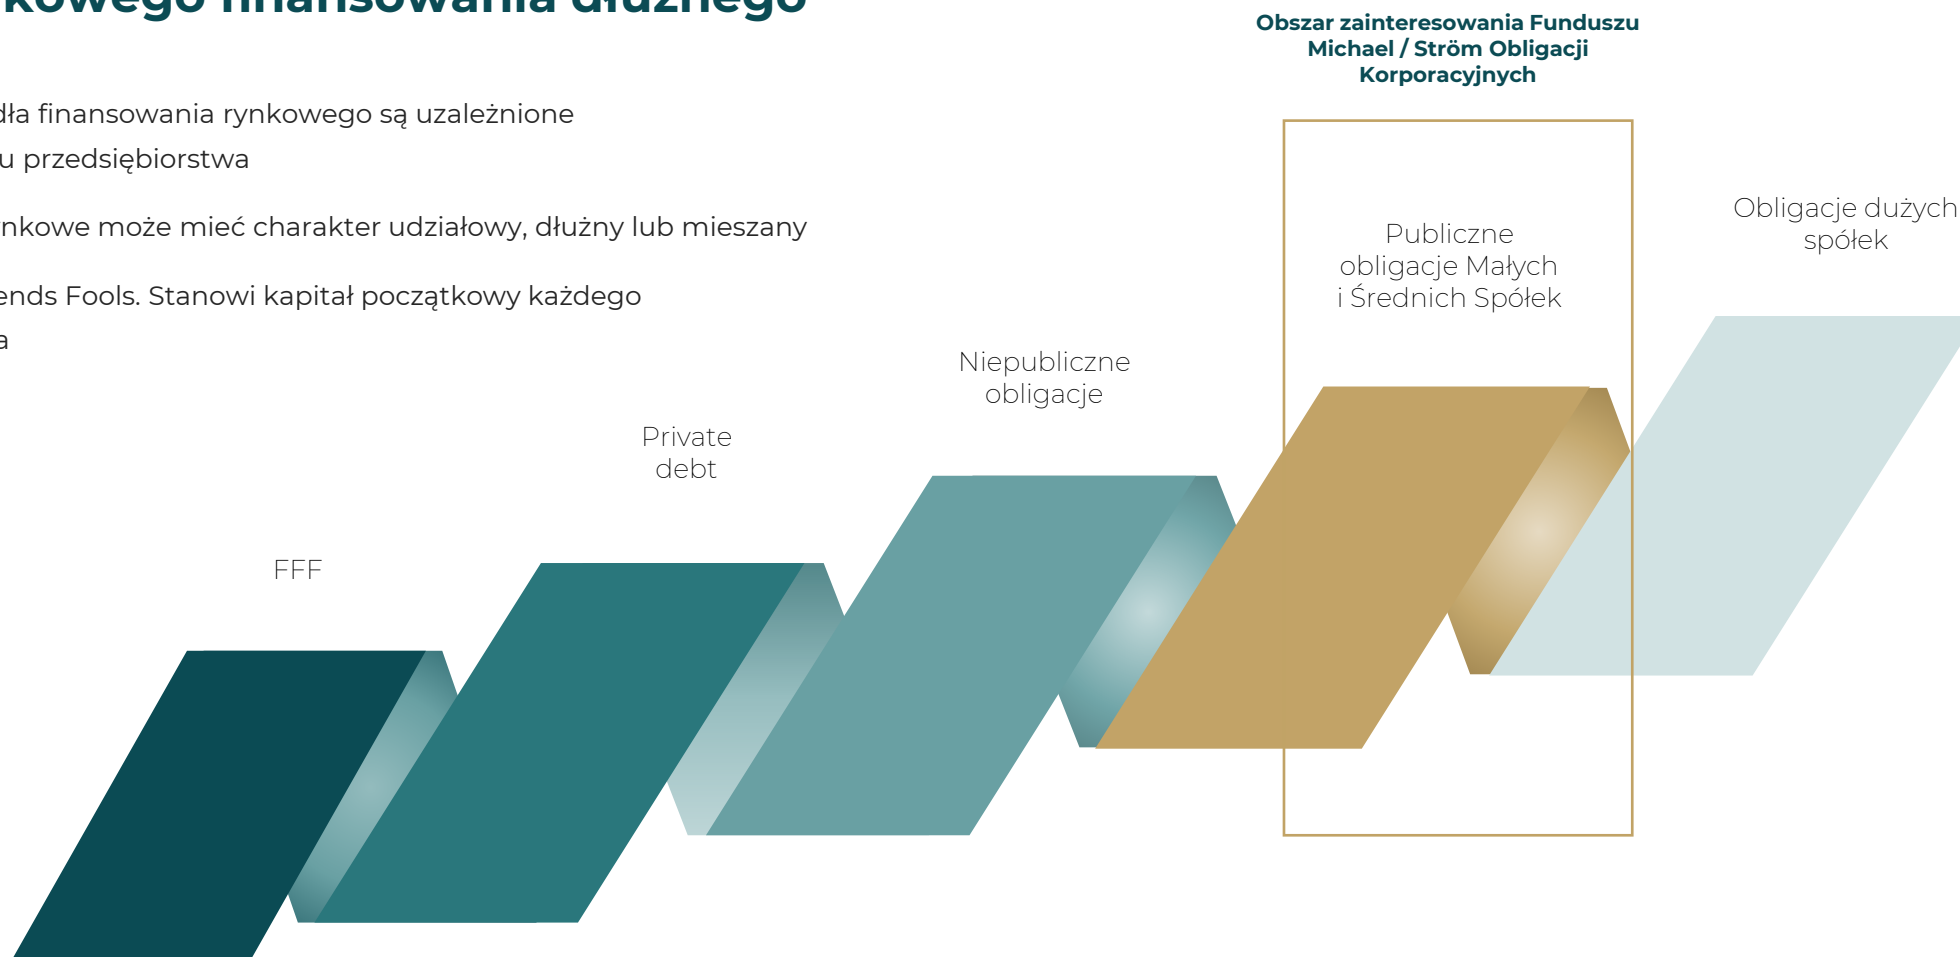 kowego finansowania dłużnego
dła finansowania rynkowego są uzależnione
u przedsiębiorstwa
nkowe może mieć charakter udziałowy, dłużny lub mieszany
ends Fools. Stanowi kapitał początkowy każdego
a
FFF
Private
debt
Niepubliczne
obligacje
Obszar zainteresowania Funduszu
Michael / Ström Obligacji
Korporacyjnych
Publiczne
obligacje Małych
i Średnich Spółek
Obligacje dużych
spółek